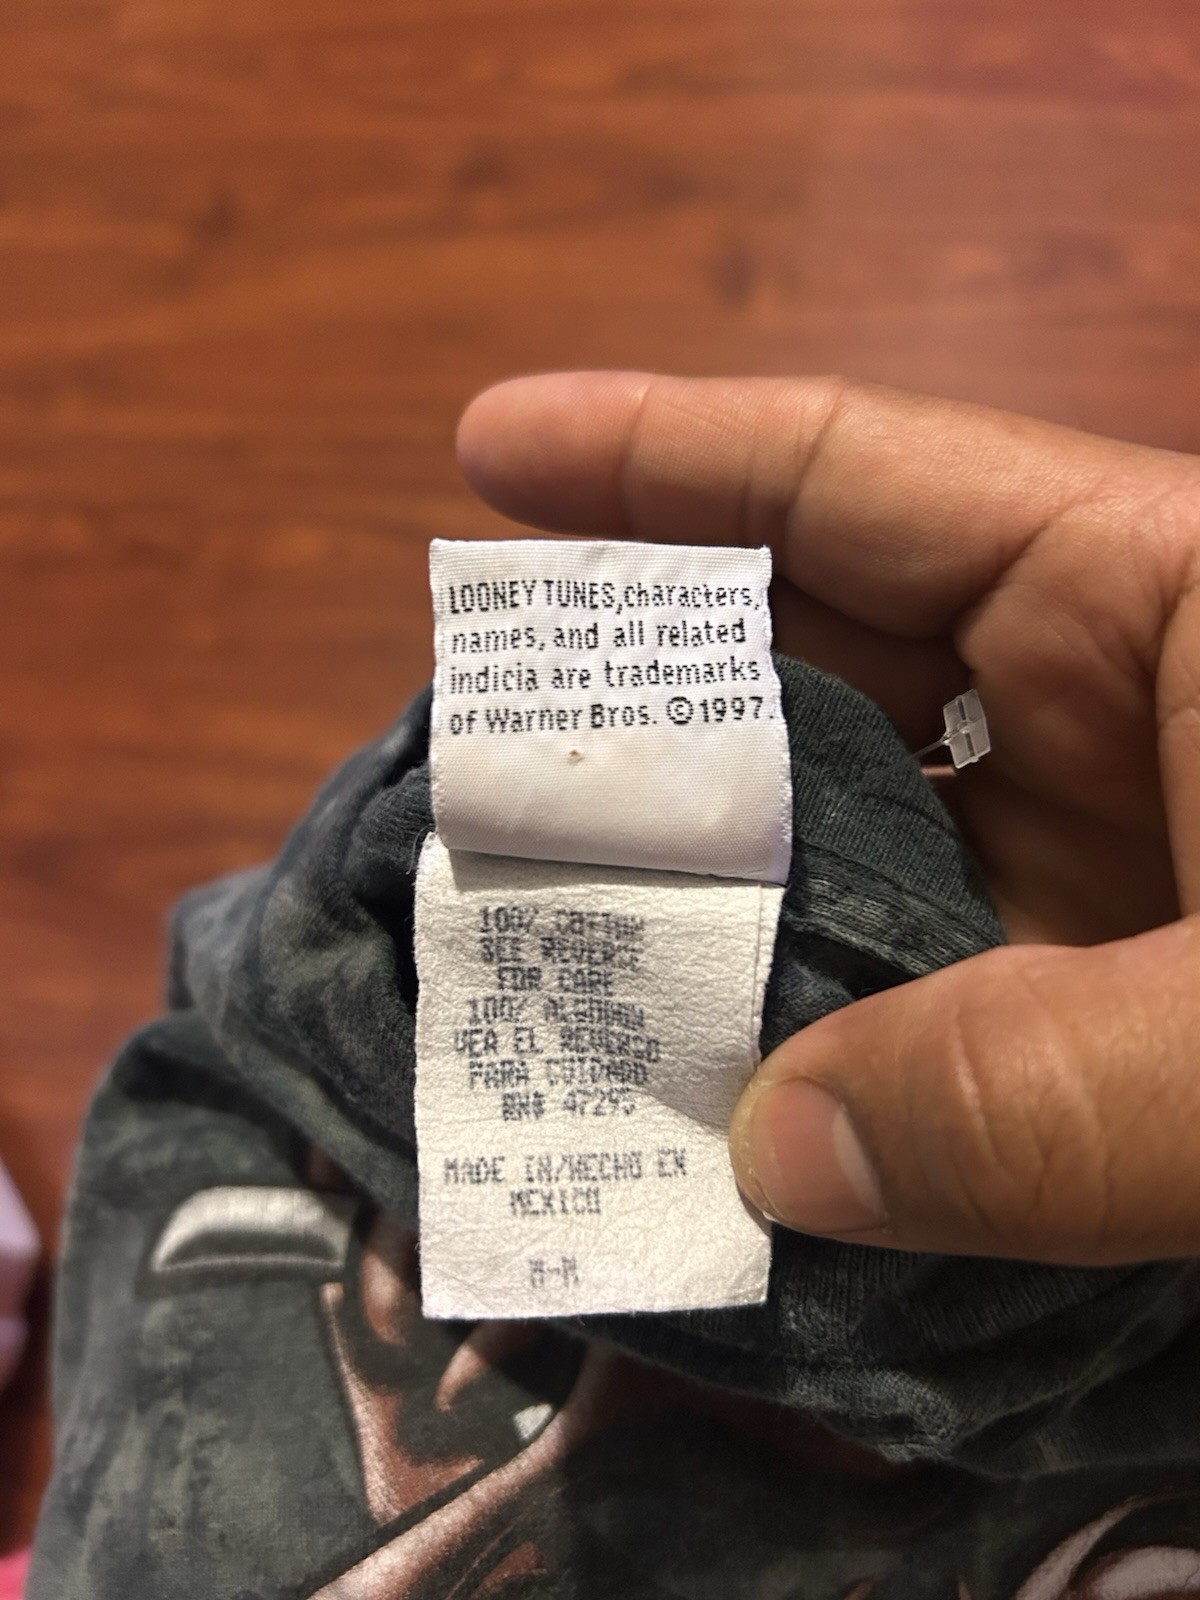 LOONEY TUNES, characters,
names, and all related
indicia are trademarks
of Warner Bros. ©1997.
100% COTTON
SEE REVERSE
FOR CARE
100% ALGODON
VEA EL REVERSO
PARA CUIDADO
RN# 47295
MADE IN/HECHO EN
MEXICO
M-M